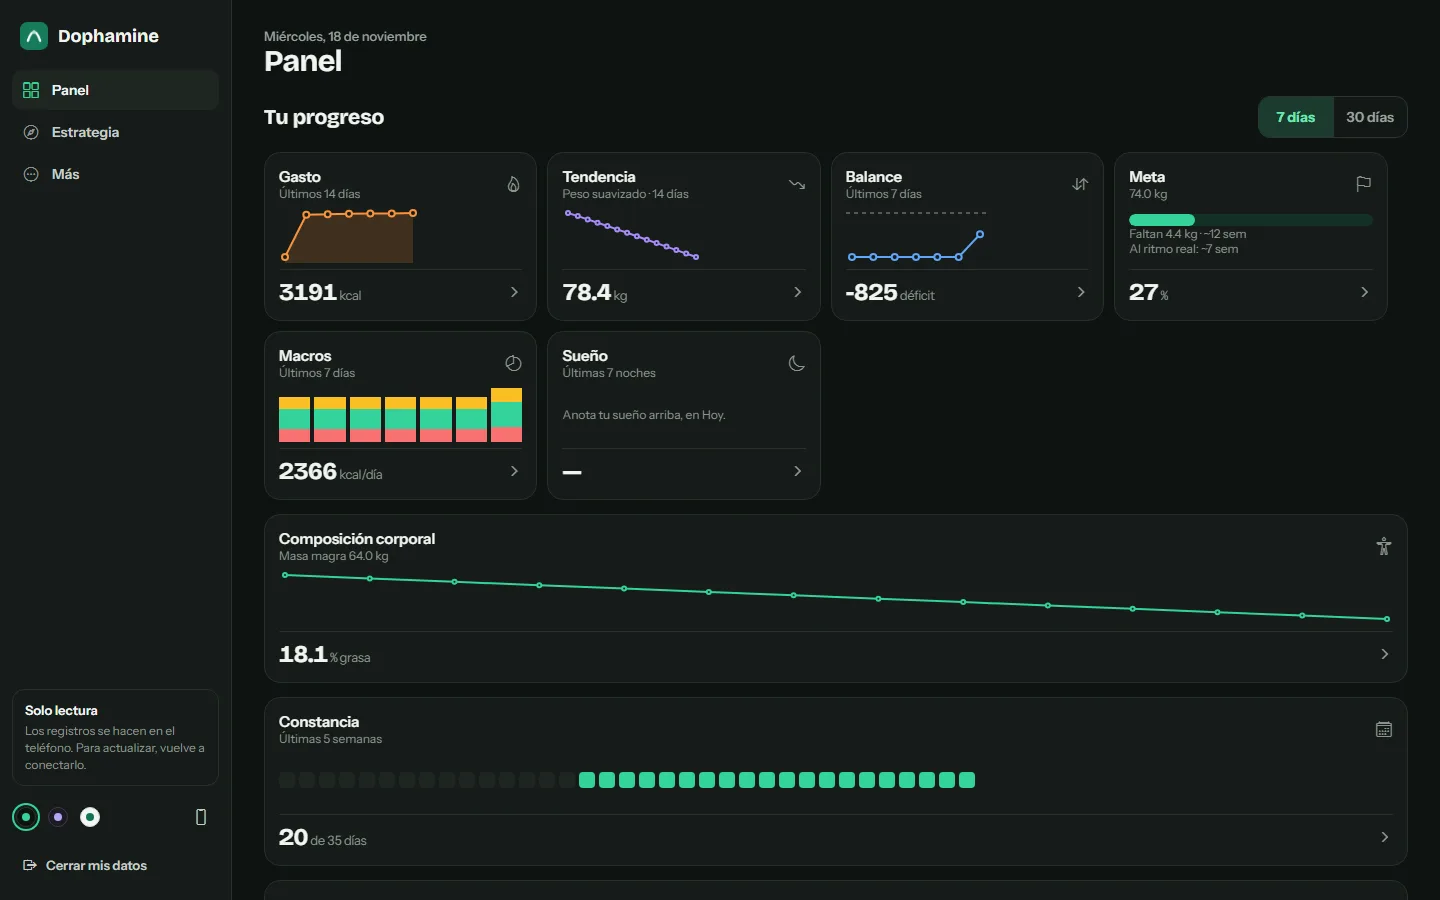 Dophamine
Panel
Estrategia
Más
Solo lectura
Los registros se hacen en el
teléfono. Para actualizar, vuelve a
conectarlo.
Cerrar mis datos
Miércoles, 18 de noviembre
Panel
Tu progreso
7 días
30 días
Gasto
Últimos 14 días
3191 kcal
Tendencia
Peso suavizado · 14 días
78.4 kg
Balance
Últimos 7 días
-825 déficit
Meta
74.0 kg
Faltan 4.4 kg · ~12 sem
Al ritmo real: ~7 sem
27 %
Macros
Últimos 7 días
2366 kcal/día
Sueño
Últimas 7 noches
Anota tu sueño arriba, en Hoy.
—
Composición corporal
Masa magra 64.0 kg
18.1 % grasa
Constancia
Últimas 5 semanas
20 de 35 días